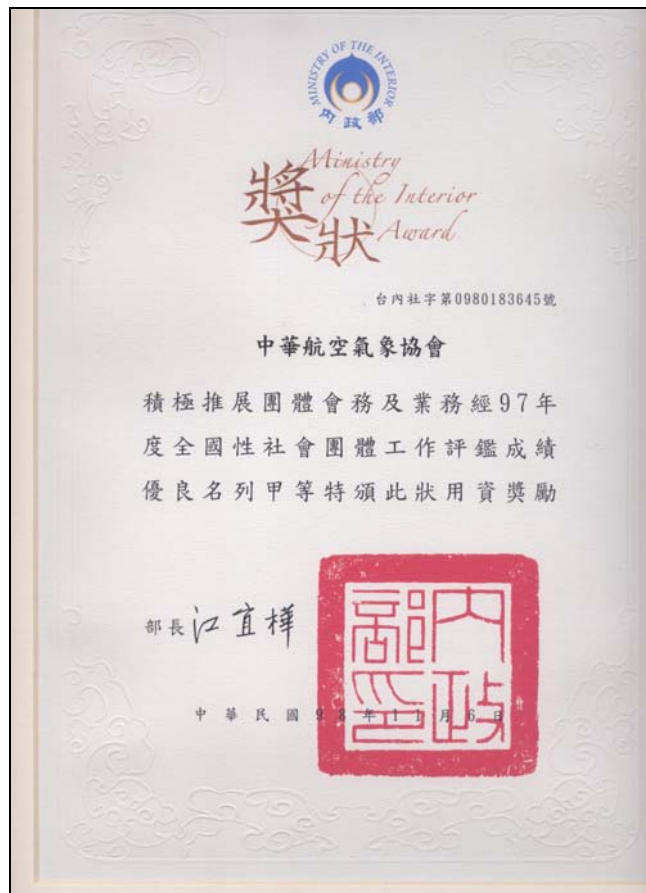 MINISTRY OF THE INTERIOR
內政部
獎狀
Ministry
of the Interior
Award
台內社字第0980183645號
中華航空氣象協會
積極推展團體會務及業務經97年
度全國性社會團體工作評鑑成績
優良名列甲等特頒此狀用資獎勵
部長 江宜樺
內政部印
中華民國98年11月6日